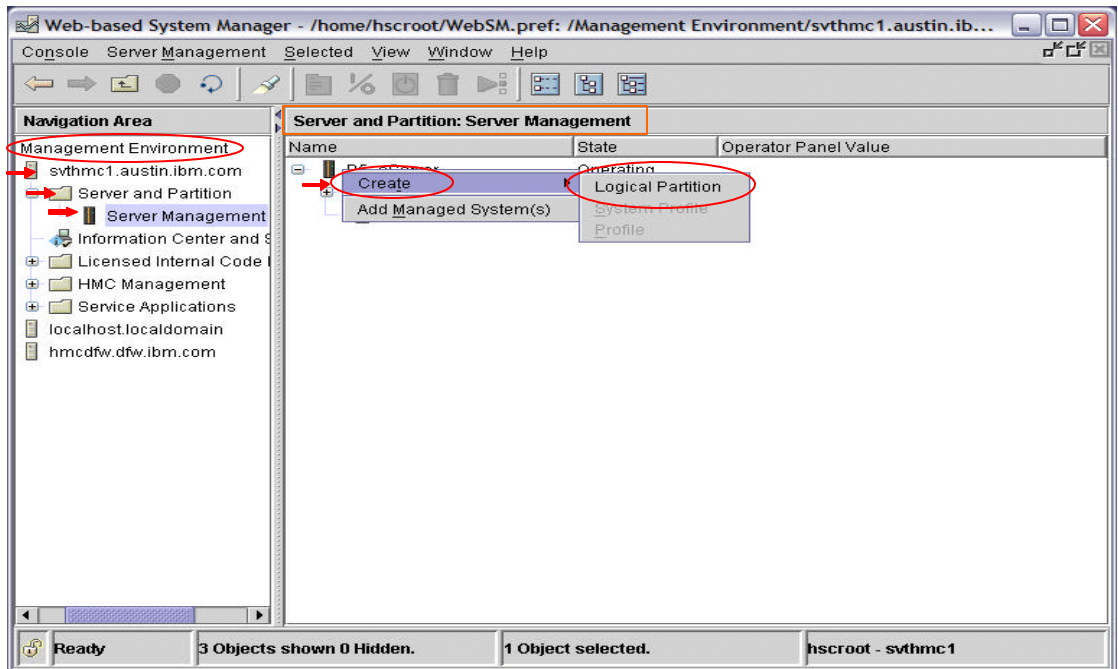 Web-based System Manager - /home/hscroot/WebSM.pref: /Management Environment/svthmc1.austin.ib...
Console Server Management Selected View Window Help
Navigation Area
Server and Partition: Server Management
Management Environment
svthmc1.austin.ibm.com
Server and Partition
Server Management
Information Center and S
Licensed Internal Code
HMC Management
Service Applications
localhost.localdomain
hmcdfw.dfw.ibm.com
Name State Operator Panel Value
Operating
Create
Add Managed System(s)
Logical Partition
System Profile
Profile
Ready 3 Objects shown 0 Hidden. 1 Object selected. hscroot - svthmc1